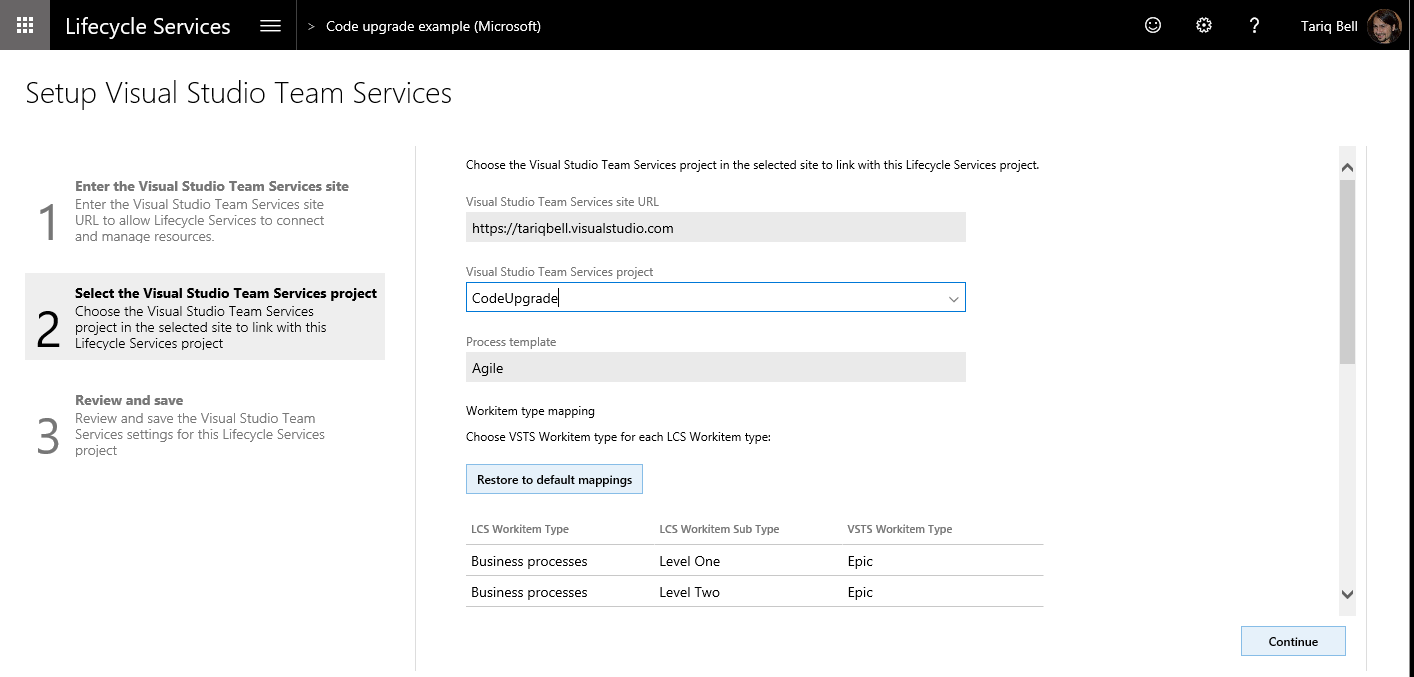 Lifecycle Services
> Code upgrade example (Microsoft)
?
Tariq Bell
Setup Visual Studio Team Services
1
Enter the Visual Studio Team Services site
Enter the Visual Studio Team Services site
URL to allow Lifecycle Services to connect
and manage resources.
2
Select the Visual Studio Team Services project
Choose the Visual Studio Team Services
project in the selected site to link with this
Lifecycle Services project
3
Review and save
Review and save the Visual Studio Team
Services settings for this Lifecycle Services
project
Choose the Visual Studio Team Services project in the selected site to link with this Lifecycle Services project.
Visual Studio Team Services site URL
https://tariqbell.visualstudio.com
Visual Studio Team Services project
CodeUpgrade
Process template
Agile
Workitem type mapping
Choose VSTS Workitem type for each LCS Workitem type:
Restore to default mappings
LCS Workitem Type LCS Workitem Sub Type VSTS Workitem Type
Business processes Level One Epic
Business processes Level Two Epic
Continue